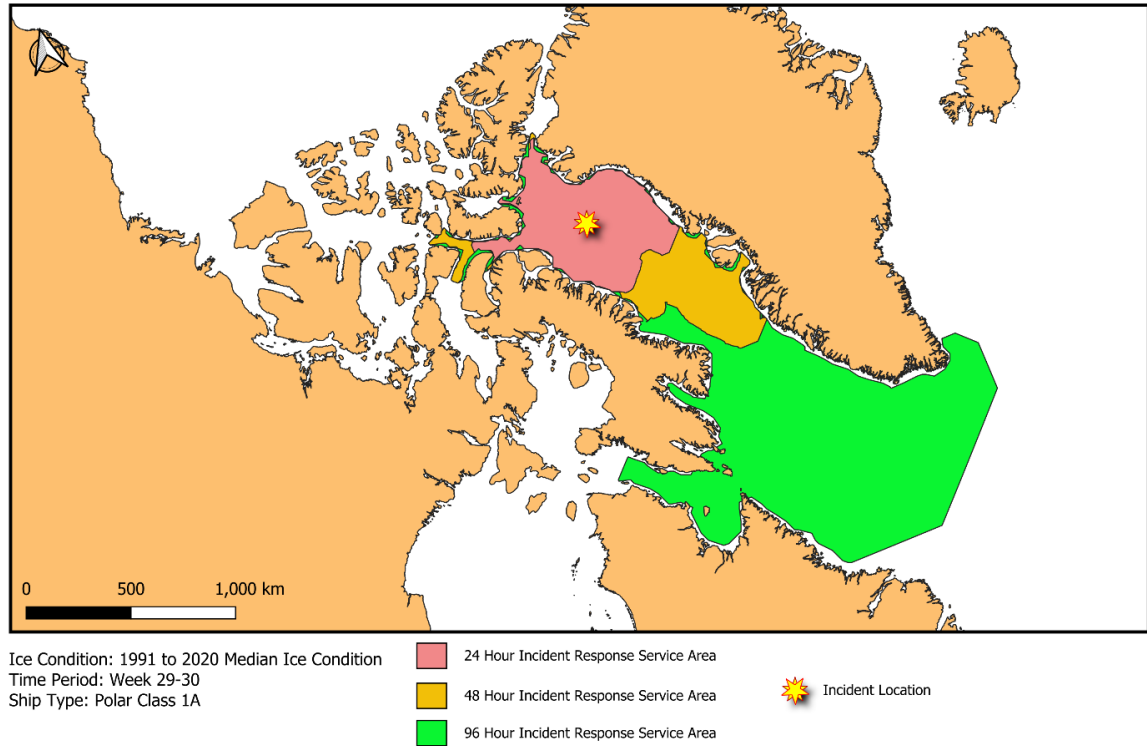 0 500 1,000 km
Ice Condition: 1991 to 2020 Median Ice Condition
Time Period: Week 29-30
Ship Type: Polar Class 1A
24 Hour Incident Response Service Area
48 Hour Incident Response Service Area
96 Hour Incident Response Service Area
Incident Location